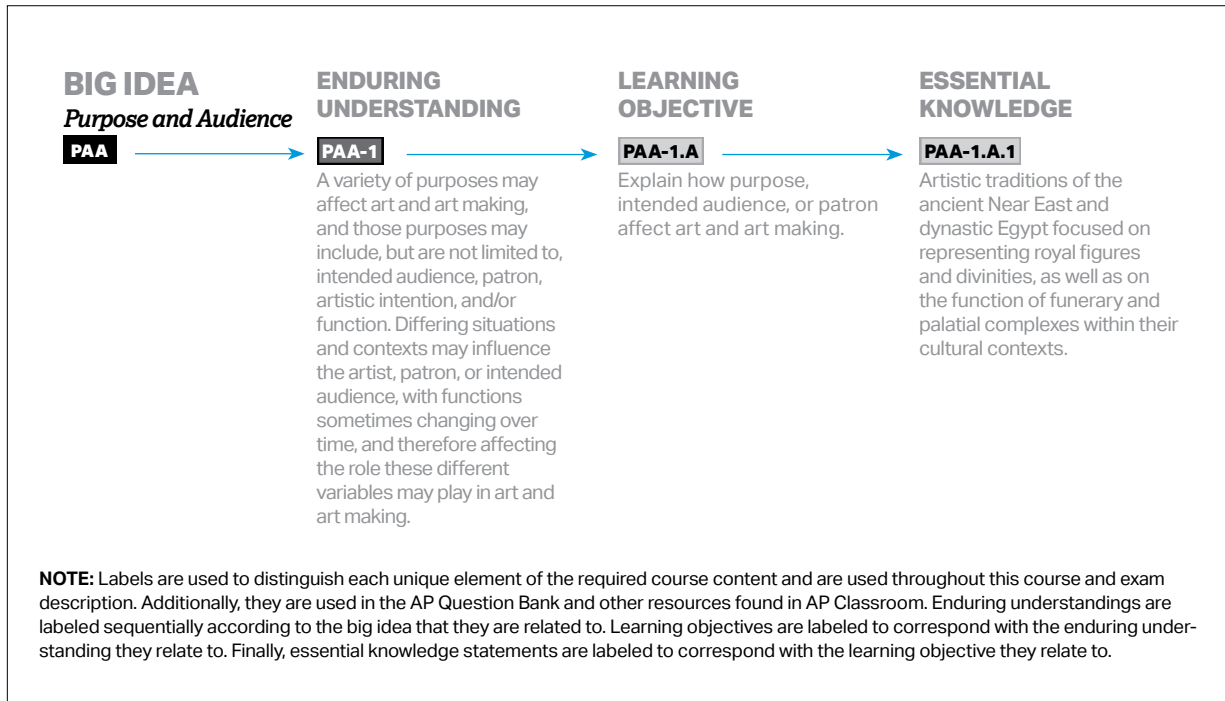 BIG IDEA
Purpose and Audience
PAA
ENDURING
UNDERSTANDING
PAA-1
A variety of purposes may
affect art and art making,
and those purposes may
include, but are not limited to,
intended audience, patron,
artistic intention, and/or
function. Differing situations
and contexts may influence
the artist, patron, or intended
audience, with functions
sometimes changing over
time, and therefore affecting
the role these different
variables may play in art and
art making.
LEARNING
OBJECTIVE
PAA-1.A
Explain how purpose,
intended audience, or patron
affect art and art making.
ESSENTIAL
KNOWLEDGE
PAA-1.A.1
Artistic traditions of the
ancient Near East and
dynastic Egypt focused on
representing royal figures
and divinities, as well as on
the function of funerary and
palatial complexes within their
cultural contexts.
NOTE: Labels are used to distinguish each unique element of the required course content and are used throughout this course and exam
description. Additionally, they are used in the AP Question Bank and other resources found in AP Classroom. Enduring understandings are
labeled sequentially according to the big idea that they are related to. Learning objectives are labeled to correspond with the enduring under-
standing they relate to. Finally, essential knowledge statements are labeled to correspond with the learning objective they relate to.